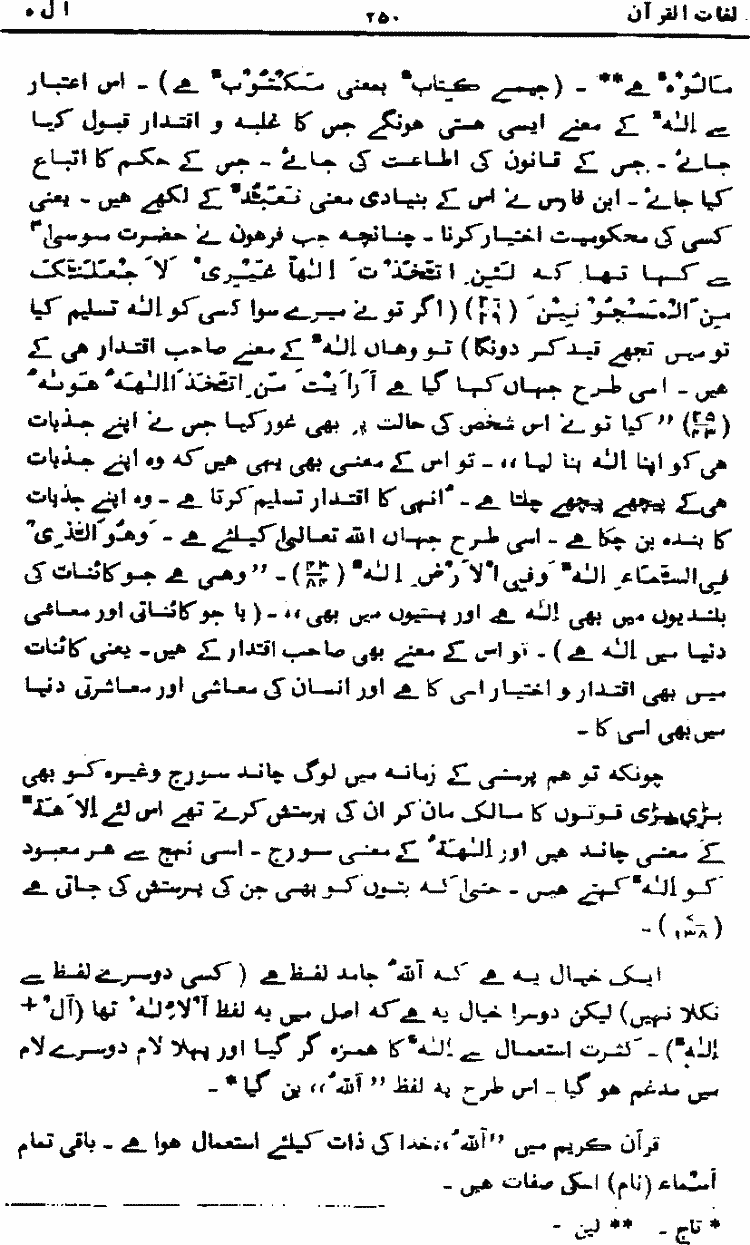 لغات القرآن ۲۵۰ ا ل ه
مَأْلُوْهٌ ہے** ۔ (جیسے کِتَابٌ بمعنی مَکْتُوْبٌ ہے) ۔ اس اعتبار
سے اِلٰہٌ کے معنے ایسی ہستی ہونگے جس کا غلبہ و اقتدار قبول کیا
جائے ۔ جس کے قانون کی اطاعت کی جائے ۔ جس کے حکم کا اتباع
کیا جائے ۔ ابن فارس نے اس کے بنیادی معنی تَعَبُّدٌ کے لکھے ہیں ۔ یعنی
کسی کی محکومیت اختیار کرنا ۔ چنانچہ جب فرعون نے حضرت موسیٰؑ
سے کہا تھا کہ لَئِنِ اتَّخَذْتَ اِلٰہًا غَیْرِیْ لَاَجْعَلَنَّکَ
مِنَ الْمَسْجُوْنِیْنَ (۲۶/۲۹) (اگر تو نے میرے سوا کسی کو الٰہ تسلیم کیا
تو میں تجھے قید کر دونگا) تو وہاں اِلٰہٌ کے معنے صاحب اقتدار ہی کے
ہیں ۔ اسی طرح جہاں کہا گیا ہے اَرَاَیْتَ مَنِ اتَّخَذَ اِلٰہَہٗ ہَوٰىہُ
(۲۵/۴۳) ”کیا تو نے اس شخص کی حالت پر بھی غور کیا جس نے اپنے جذبات
ہی کو اپنا الٰہ بنا لیا“ ۔ تو اس کے معنی بھی یہی ہیں کہ وہ اپنے جذبات
ہی کے پیچھے پیچھے چلتا ہے ۔ انہی کا اقتدار تسلیم کرتا ہے ۔ وہ اپنے جذبات
کا بندہ بن چکا ہے ۔ اسی طرح جہاں اللہ تعالیٰ کیلئے ہے ۔ وَہُوَ الَّذِیْ
فِی السَّمَآءِ اِلٰہٌ وَّفِی الْاَرْضِ اِلٰہٌ (۴۳/۸۴) ۔ ”وہی ہے جو کائنات کی
بلندیوں میں بھی اِلٰہ ہے اور پستیوں میں بھی“ ۔ (یا جو کائناتی اور معاشی
دنیا میں اِلٰہ ہے) ۔ تو اس کے معنے بھی صاحب اقتدار کے ہیں ۔ یعنی کائنات
میں بھی اقتدار و اختیار اسی کا ہے اور انسان کی معاشی اور معاشرتی دنیا
میں بھی اسی کا ۔
چونکہ تو ہم پرستی کے زمانہ میں لوگ چاند سورج وغیرہ کو بھی
بڑی بڑی قوتوں کا مالک مان کر ان کی پرستش کرتے تھے اس لئے اِلَاہَةٌ
کے معنی چاند ہیں اور اِلٰہَةُ کے معنی سورج ۔ اسی نہج سے ہر معبود
کو اِلٰہٌ کہتے ہیں ۔ حتیٰ کہ بتوں کو بھی جن کی پرستش کی جاتی ہے
(۷/۱۳۸) ۔
ایک خیال یہ ہے کہ اَللہُ جامد لفظ ہے (کسی دوسرے لفظ سے
نکلا نہیں) لیکن دوسرا خیال یہ ہے کہ اصل میں یہ لفظ اَلْاِلٰہُ تھا (اَلْ +
اِلٰہٌ) ۔ کثرت استعمال سے اِلٰہٌ کا ہمزہ گر گیا اور پہلا لام دوسرے لام
میں مدغم ہو گیا ۔ اس طرح یہ لفظ ”اَللہُ“ بن گیا* ۔
قرآن کریم میں ”اَللہُ“ خدا کی ذات کیلئے استعمال ہوا ہے ۔ باقی تمام
اَسْمَاء (نام) اسکی صفات ہیں ۔
* تاج ۔ ** لین ۔